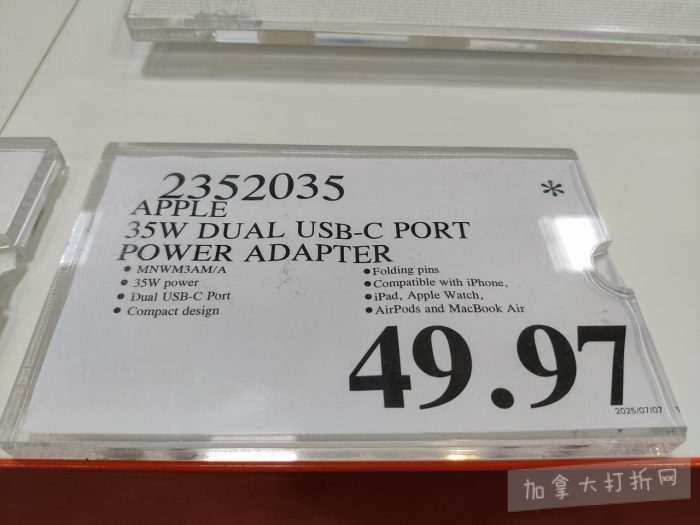 2352035 *
APPLE
35W DUAL USB-C PORT
POWER ADAPTER
• MNWM3AM/A
• 35W power
• Dual USB-C Port
• Compact design
• Folding pins
• Compatible with iPhone,
• iPad, Apple Watch,
• AirPods and MacBook Air
49.97
2025/07/07 1
加拿大打折网